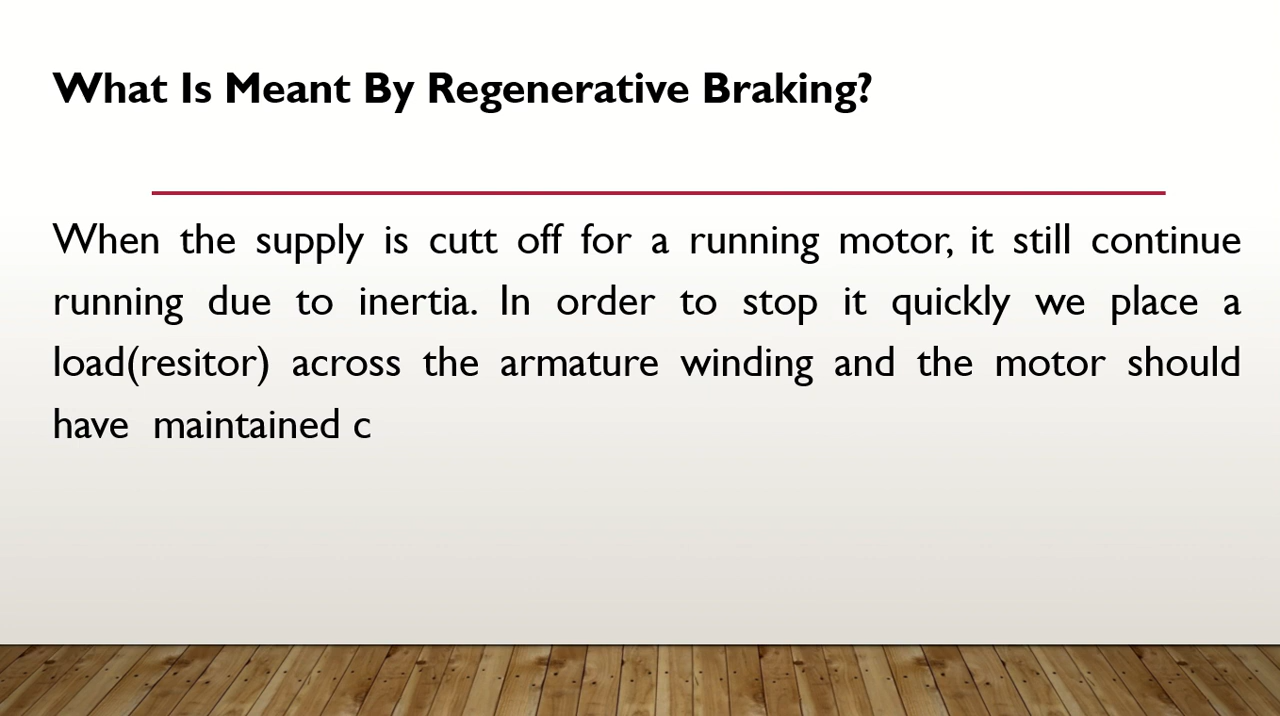 What Is Meant By Regenerative Braking?
When the supply is cutt off for a running motor, it still continue
running due to inertia. In order to stop it quickly we place a
load(resitor) across the armature winding and the motor should
have  maintained c